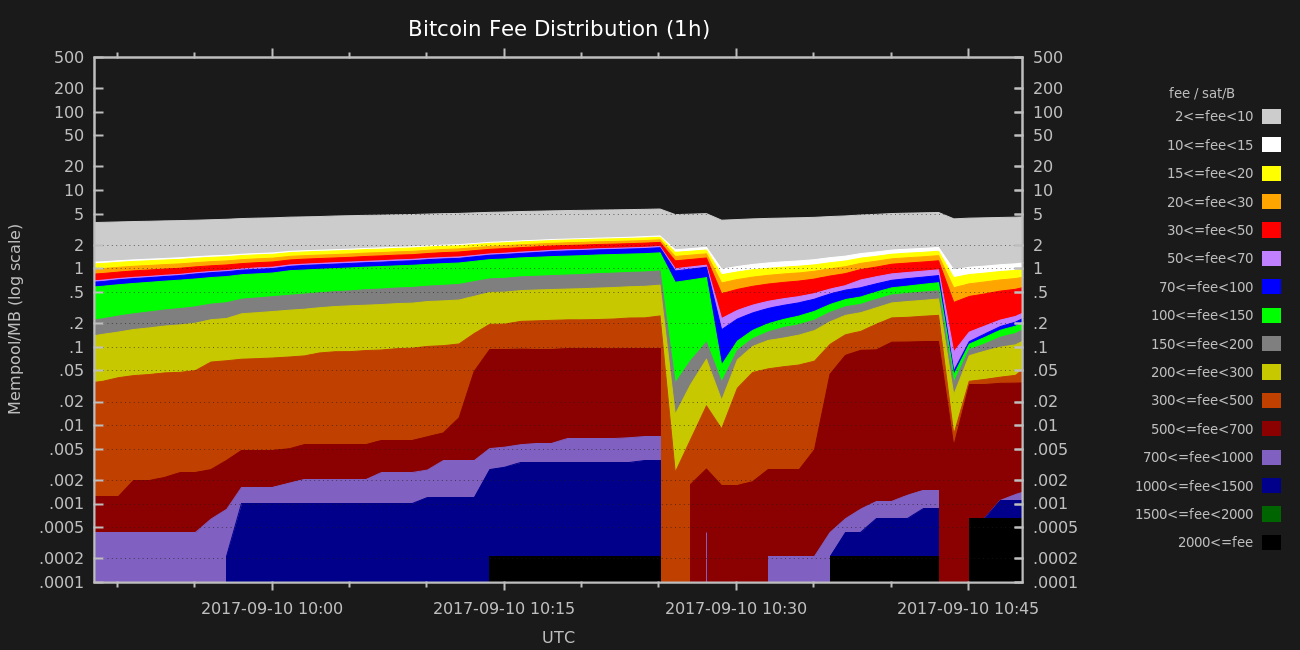 Bitcoin Fee Distribution (1h)
500 500
200 200
100 100
50 50
20 20
10 10
5 5
2 2
1 1
.5 .5
.2 .2
.1 .1
.05 .05
.02 .02
.01 .01
.005 .005
.002 .002
.001 .001
.0005 .0005
.0002 .0002
.0001 .0001
Mempool/MB (log scale)
2017-09-10 10:00 2017-09-10 10:15 2017-09-10 10:30 2017-09-10 10:45
UTC
fee / sat/B
2<=fee<10
10<=fee<15
15<=fee<20
20<=fee<30
30<=fee<50
50<=fee<70
70<=fee<100
100<=fee<150
150<=fee<200
200<=fee<300
300<=fee<500
500<=fee<700
700<=fee<1000
1000<=fee<1500
1500<=fee<2000
2000<=fee